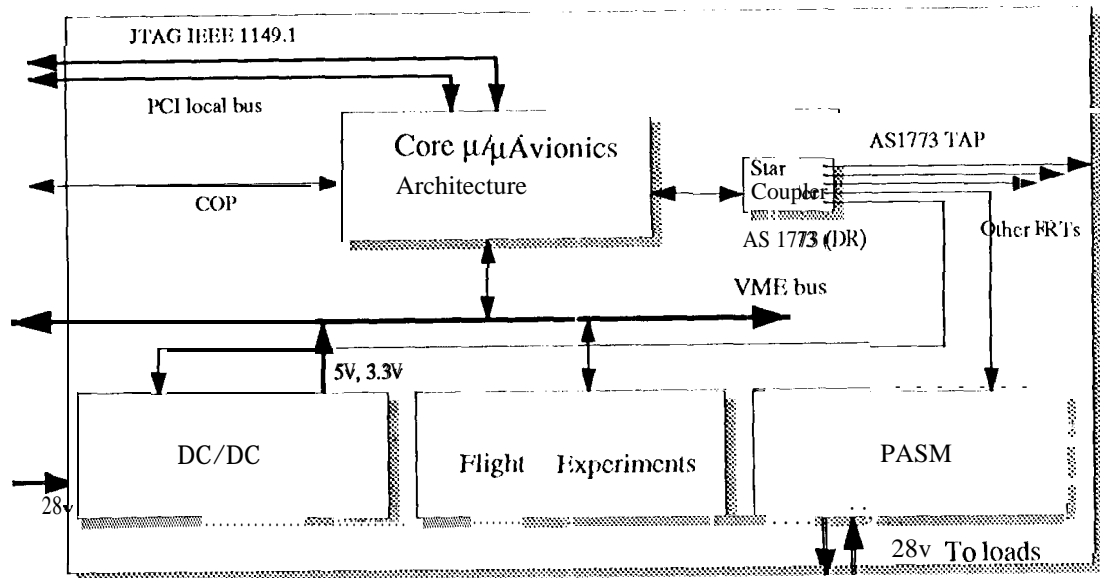 JTAG IEEE 1149.1
PCI local bus
Core μ/μAvionics
Architecture
AS1773 TAP
Star
Coupler
COP
Other RTs
AS 1773 (DR)
VME bus
5V, 3.3V
DC/DC
Flight Experiments
PASM
28v
28v To loads